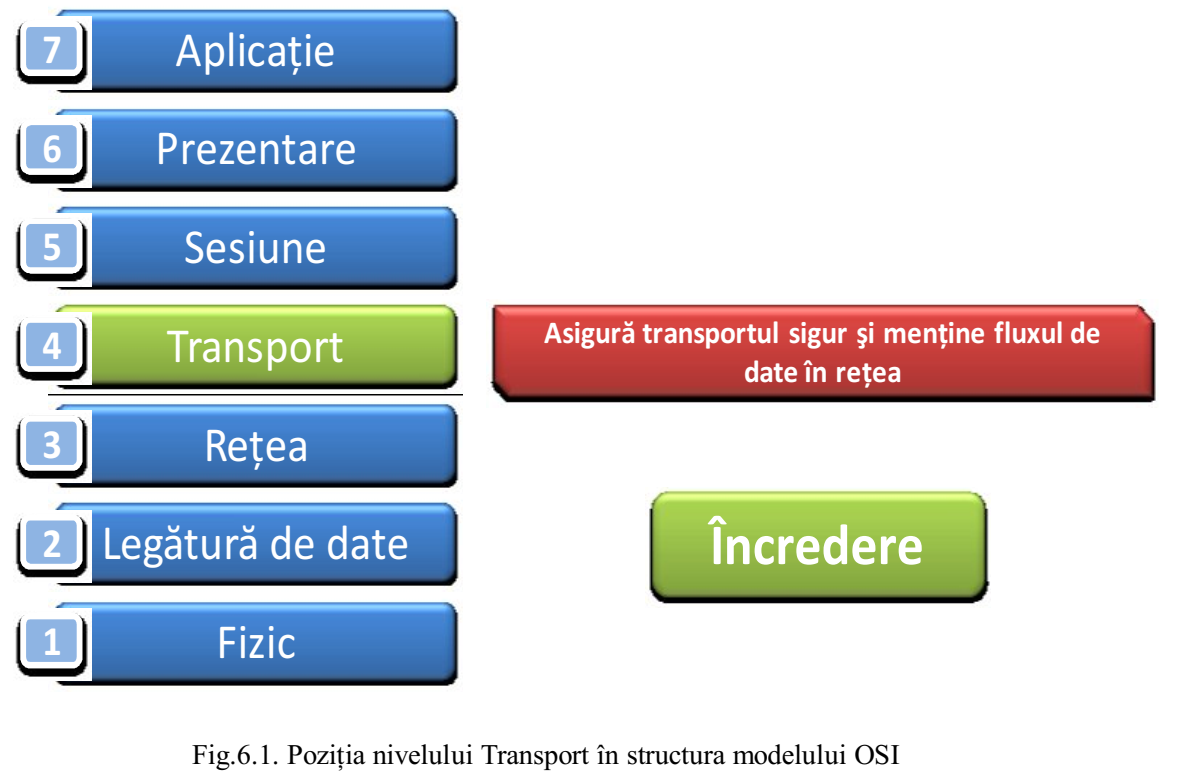 7 Aplicație
6 Prezentare
5 Sesiune
4 Transport
Asigură transportul sigur şi menține fluxul de
date în rețea
3 Rețea
2 Legătură de date
Încredere
1 Fizic
Fig.6.1. Poziția nivelului Transport în structura modelului OSI